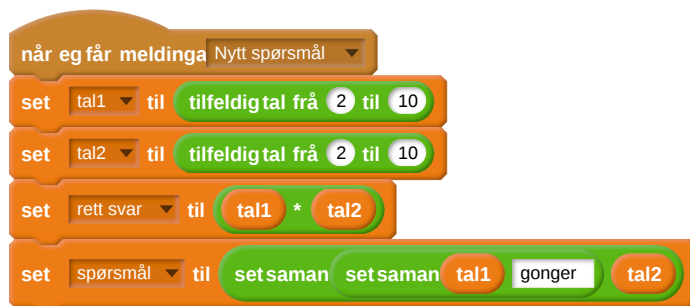 når eg får meldinga Nytt spørsmål
set tal1 til tilfeldig tal frå 2 til 10
set tal2 til tilfeldig tal frå 2 til 10
set rett svar til tal1 * tal2
set spørsmål til set saman set saman tal1 gonger tal2